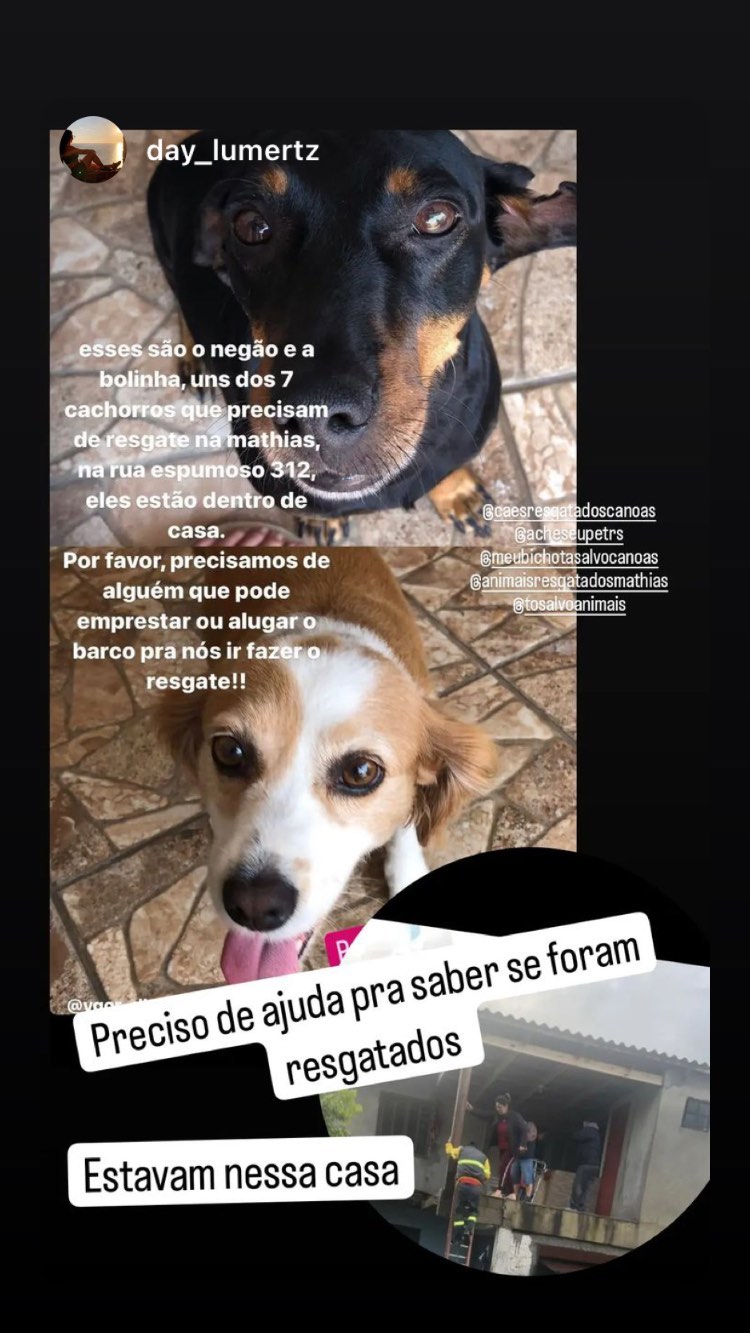 day_lumertz
esses são o negão e a
bolinha, uns dos 7
cachorros que precisam
de resgate na mathias,
na rua espumoso 312,
eles estão dentro de
casa.
Por favor, precisamos de
alguém que pode
emprestar ou alugar o
barco pra nós ir fazer o
resgate!!
@caesresgatadoscanoas
@acheseupetrs
@meubichotasalvocanoas
@animaisresgatadosmathias
@tosalvoanimais
Preciso de ajuda pra saber se foram
resgatados
Estavam nessa casa